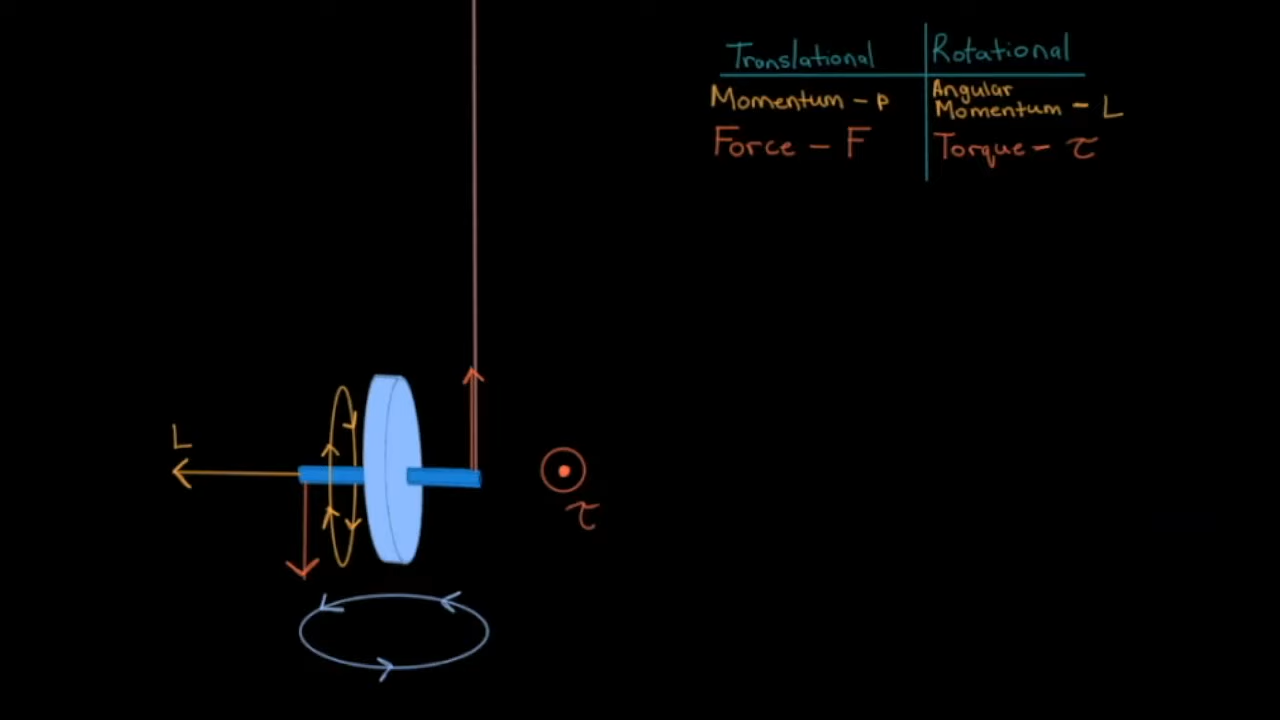 Translational Rotational
Momentum - p Angular Momentum - L
Force - F Torque - τ
L
τ